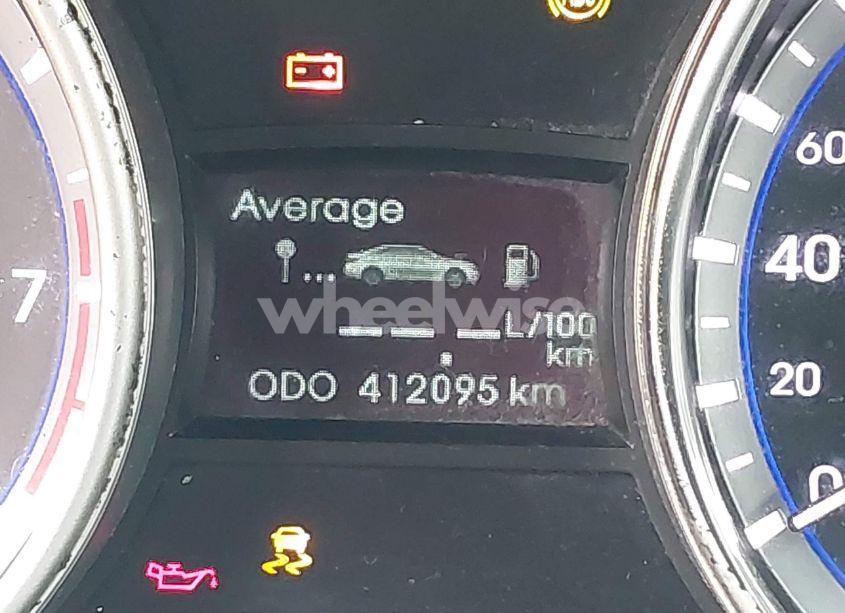 Average
...
wheelwise
--.- L/100
km
ODO 412095 km
7
60
40
20
0